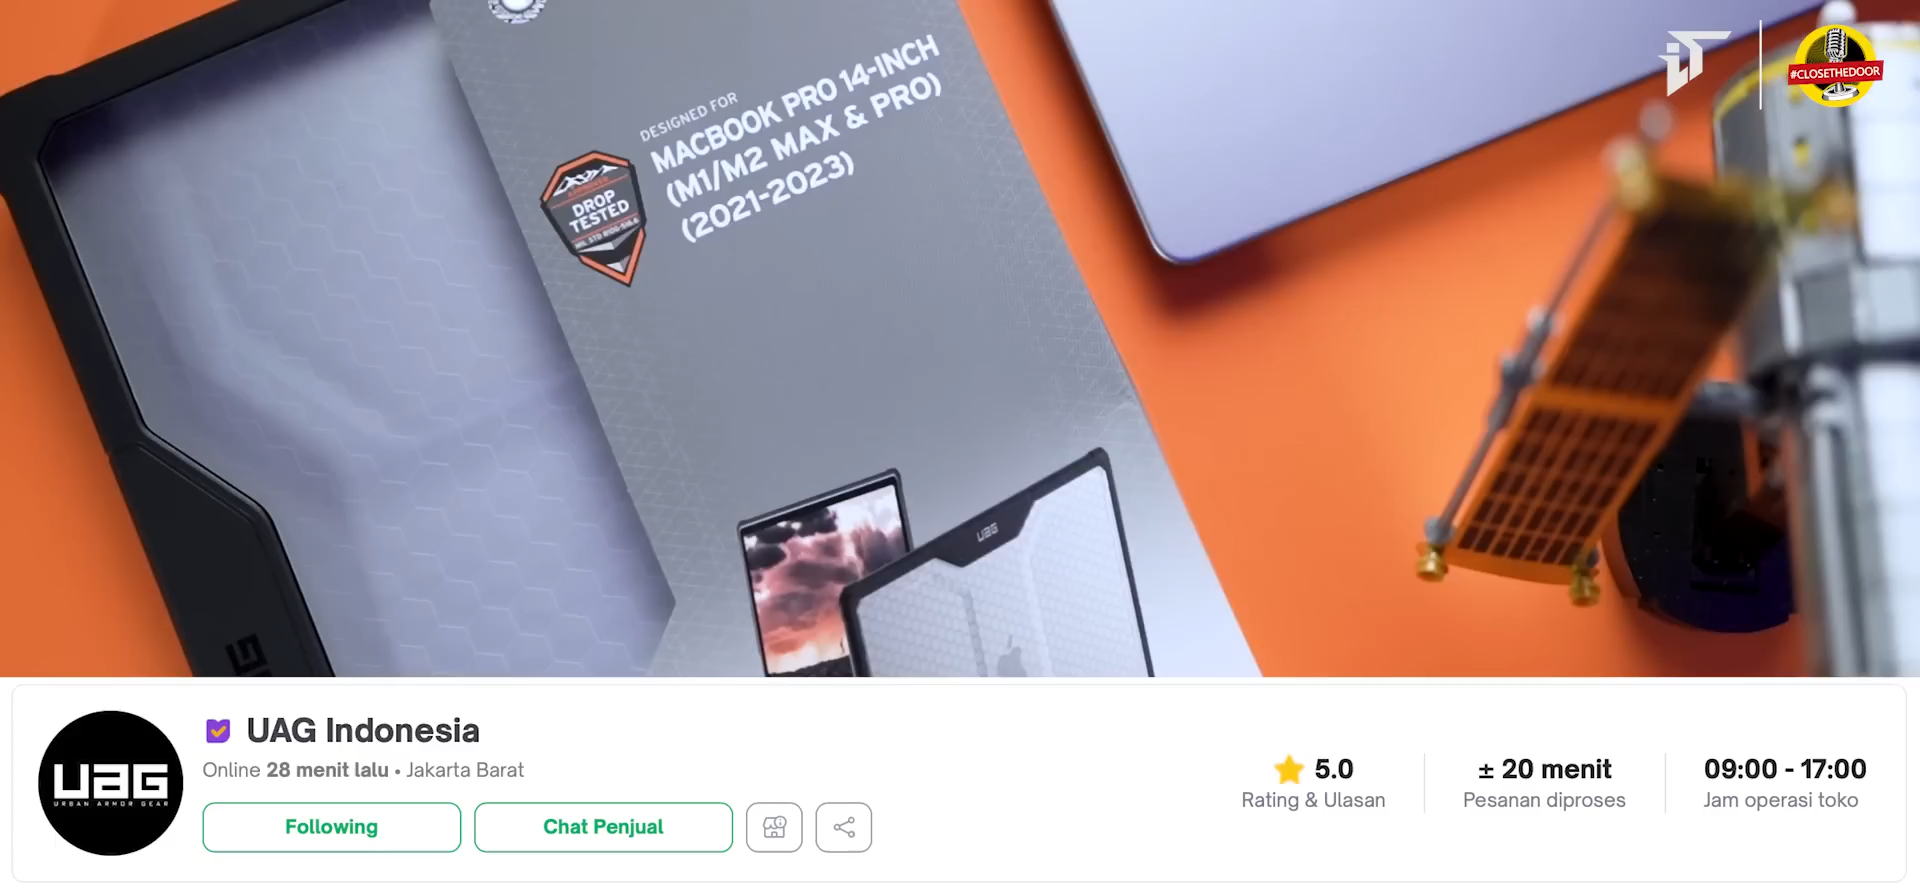 DESIGNED FOR
MACBOOK PRO 14-INCH
(M1/M2 MAX & PRO)
(2021-2023)
DROP
TESTED
UAG
#CLOSETHEDOOR
UAG
URBAN ARMOR GEAR
UAG Indonesia
Online 28 menit lalu • Jakarta Barat
Following
Chat Penjual
5.0
Rating & Ulasan
± 20 menit
Pesanan diproses
09:00 - 17:00
Jam operasi toko